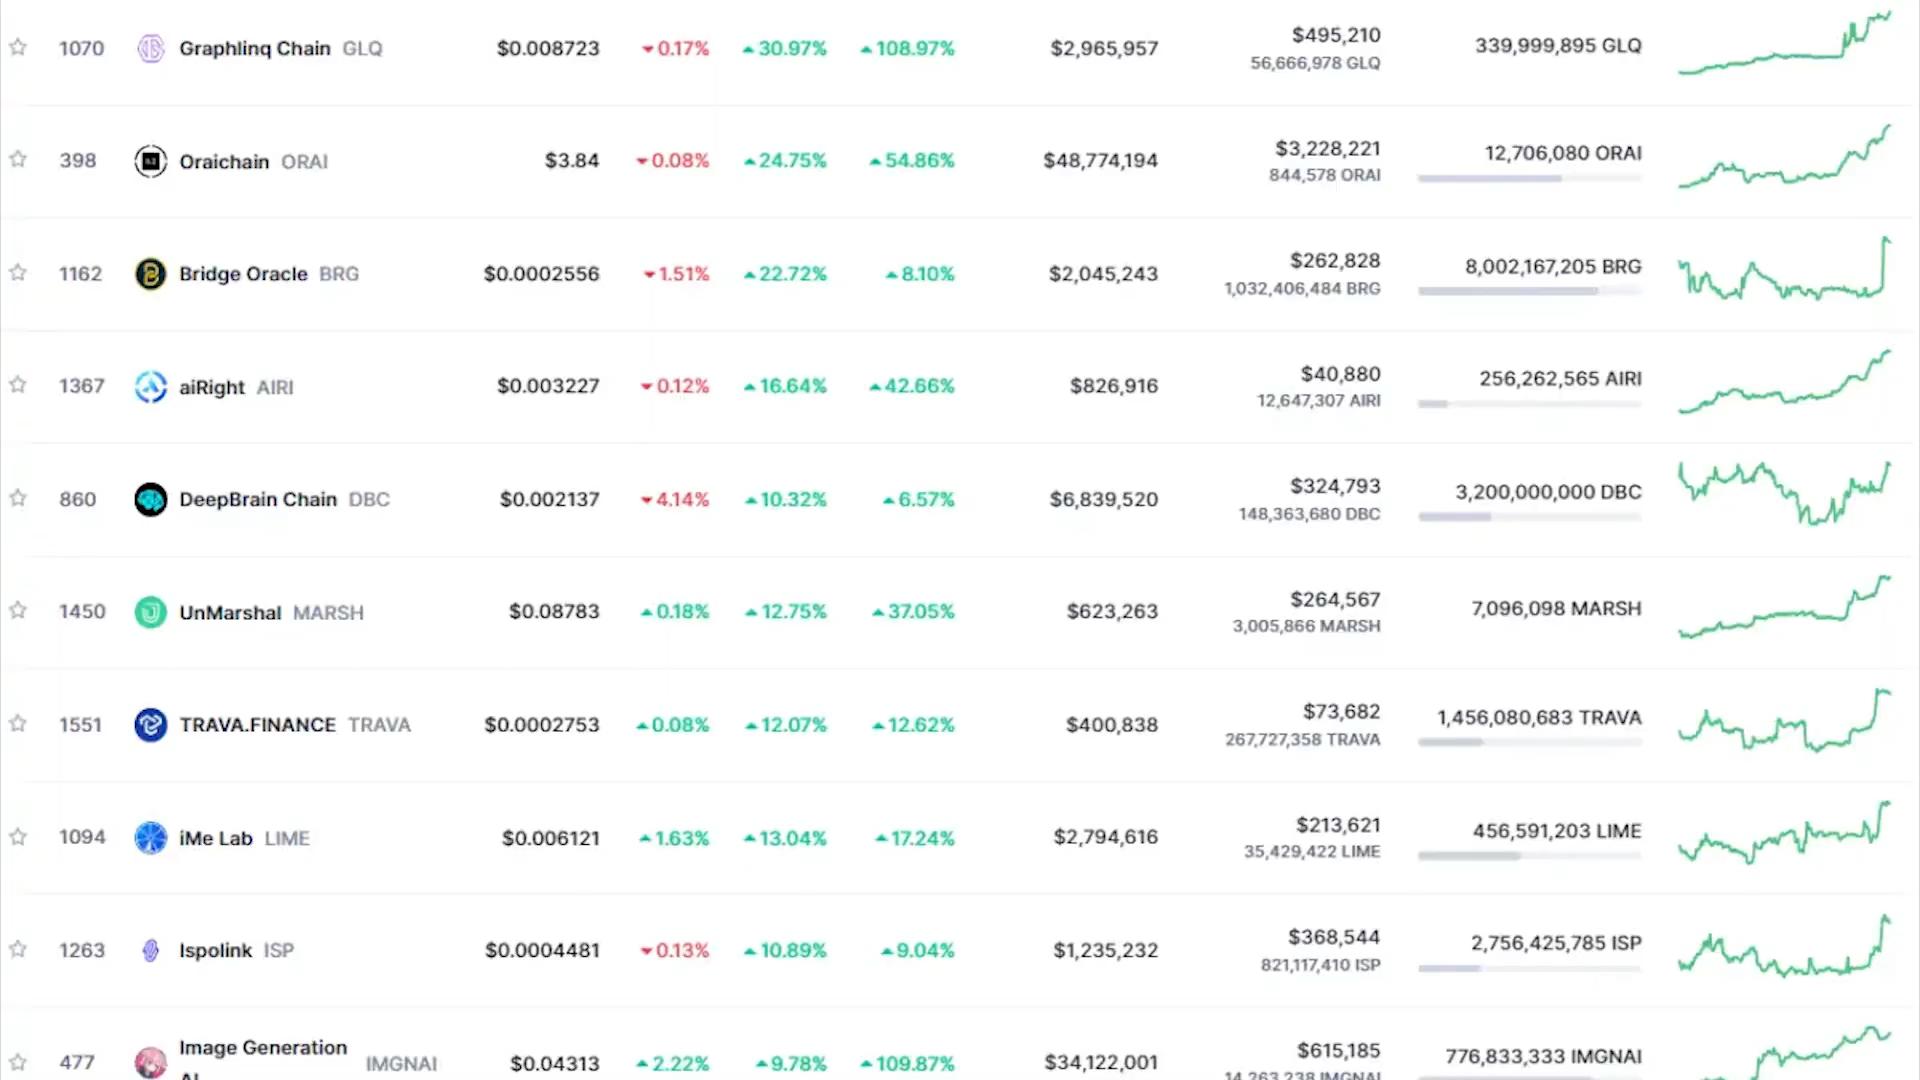 1070 Graphlinq Chain GLQ $0.008723 0.17% 30.97% 108.97% $2,965,957 $495,210 339,999,895 GLQ
56,666,978 GLQ
398 Oraichain ORAI $3.84 0.08% 24.75% 54.86% $48,774,194 $3,228,221 12,706,080 ORAI
844,578 ORAI
1162 Bridge Oracle BRG $0.0002556 1.51% 22.72% 8.10% $2,045,243 $262,828 8,002,167,205 BRG
1,032,406,484 BRG
1367 aiRight AIRI $0.003227 0.12% 16.64% 42.66% $826,916 $40,880 256,262,565 AIRI
12,647,307 AIRI
860 DeepBrain Chain DBC $0.002137 4.14% 10.32% 6.57% $6,839,520 $324,793 3,200,000,000 DBC
148,363,680 DBC
1450 UnMarshal MARSH $0.08783 0.18% 12.75% 37.05% $623,263 $264,567 7,096,098 MARSH
3,005,866 MARSH
1551 TRAVA.FINANCE TRAVA $0.0002753 0.08% 12.07% 12.62% $400,838 $73,682 1,456,080,683 TRAVA
267,727,358 TRAVA
1094 iMe Lab LIME $0.006121 1.63% 13.04% 17.24% $2,794,616 $213,621 456,591,203 LIME
35,429,422 LIME
1263 Ispolink ISP $0.0004481 0.13% 10.89% 9.04% $1,235,232 $368,544 2,756,425,785 ISP
821,117,410 ISP
477 Image Generation IMGNAI $0.04313 2.22% 9.78% 109.87% $34,122,001 $615,185 776,833,333 IMGNAI
AI 14,263,238 IMGNAI